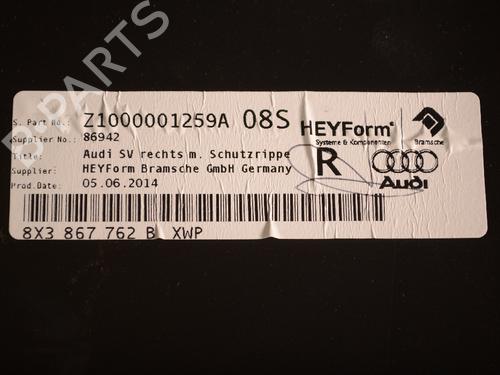 S. Part No.: Z1000001259A 08S
Supplier No.: 86942
Title: Audi SV rechts m. Schutzrippe
Supplier: HEYForm Bramsche GmbH Germany
Prod.Date: 05.06.2014
8X3 867 762 B XWP
HEYForm®
Systeme & Komponenten
Bramsche
R
Audi
PARTS